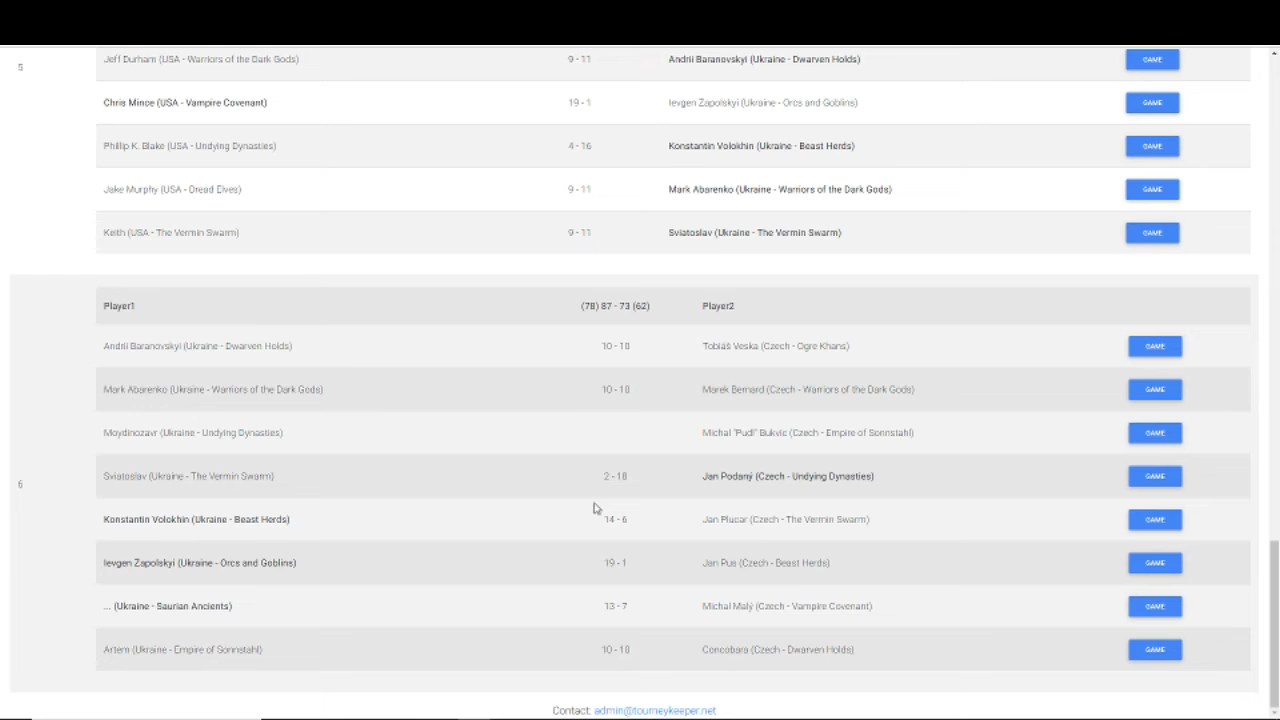 5
Jeff Durham (USA - Warriors of the Dark Gods) 9 - 11 Andrii Baranovskyi (Ukraine - Dwarven Holds) GAME
Chris Mince (USA - Vampire Covenant) 19 - 1 Ievgen Zapolskyi (Ukraine - Orcs and Goblins) GAME
Phillip K. Blake (USA - Undying Dynasties) 4 - 16 Konstantin Volokhin (Ukraine - Beast Herds) GAME
Jake Murphy (USA - Dread Elves) 9 - 11 Mark Abarenko (Ukraine - Warriors of the Dark Gods) GAME
Keith (USA - The Vermin Swarm) 9 - 11 Sviatoslav (Ukraine - The Vermin Swarm) GAME
Player1 (78) 87 - 73 (62) Player2
Andrii Baranovskyi (Ukraine - Dwarven Holds) 10 - 10 Tobiáš Veska (Czech - Ogre Khans) GAME
Mark Abarenko (Ukraine - Warriors of the Dark Gods) 10 - 10 Marek Bernard (Czech - Warriors of the Dark Gods) GAME
Moydinozavr (Ukraine - Undying Dynasties) Michal "Pudl" Bukvic (Czech - Empire of Sonnstahl) GAME
6
Sviatoslav (Ukraine - The Vermin Swarm) 2 - 18 Jan Podaný (Czech - Undying Dynasties) GAME
Konstantin Volokhin (Ukraine - Beast Herds) 14 - 6 Jan Plucar (Czech - The Vermin Swarm) GAME
Ievgen Zapolskyi (Ukraine - Orcs and Goblins) 19 - 1 Jan Pus (Czech - Beast Herds) GAME
... (Ukraine - Saurian Ancients) 13 - 7 Michal Malý (Czech - Vampire Covenant) GAME
Artem (Ukraine - Empire of Sonnstahl) 10 - 10 Concobara (Czech - Dwarven Holds) GAME
Contact: admin@tourneykeeper.net